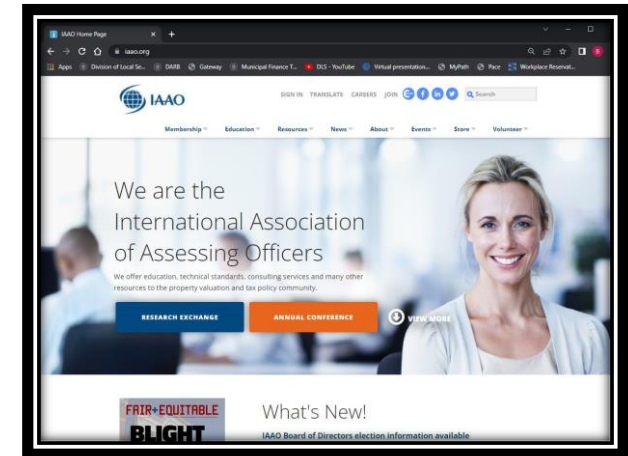 IAAO Home Page
iaao.org
Apps Division of Local Se... DARB Gateway Municipal Finance T... DLS - YouTube Virtual presentation... MyPath Pace Workplace Reservat...
IAAO
SIGN IN TRANSLATE CAREERS JOIN Search
Membership Education Resources News About Events Store Volunteer
We are the
International Association
of Assessing Officers
We offer education, technical standards, consulting services and many other
resources to the property valuation and tax policy community.
RESEARCH EXCHANGE ANNUAL CONFERENCE VIEW MORE
FAIR+EQUITABLE
BLIGHT
What's New!
IAAO Board of Directors election information available